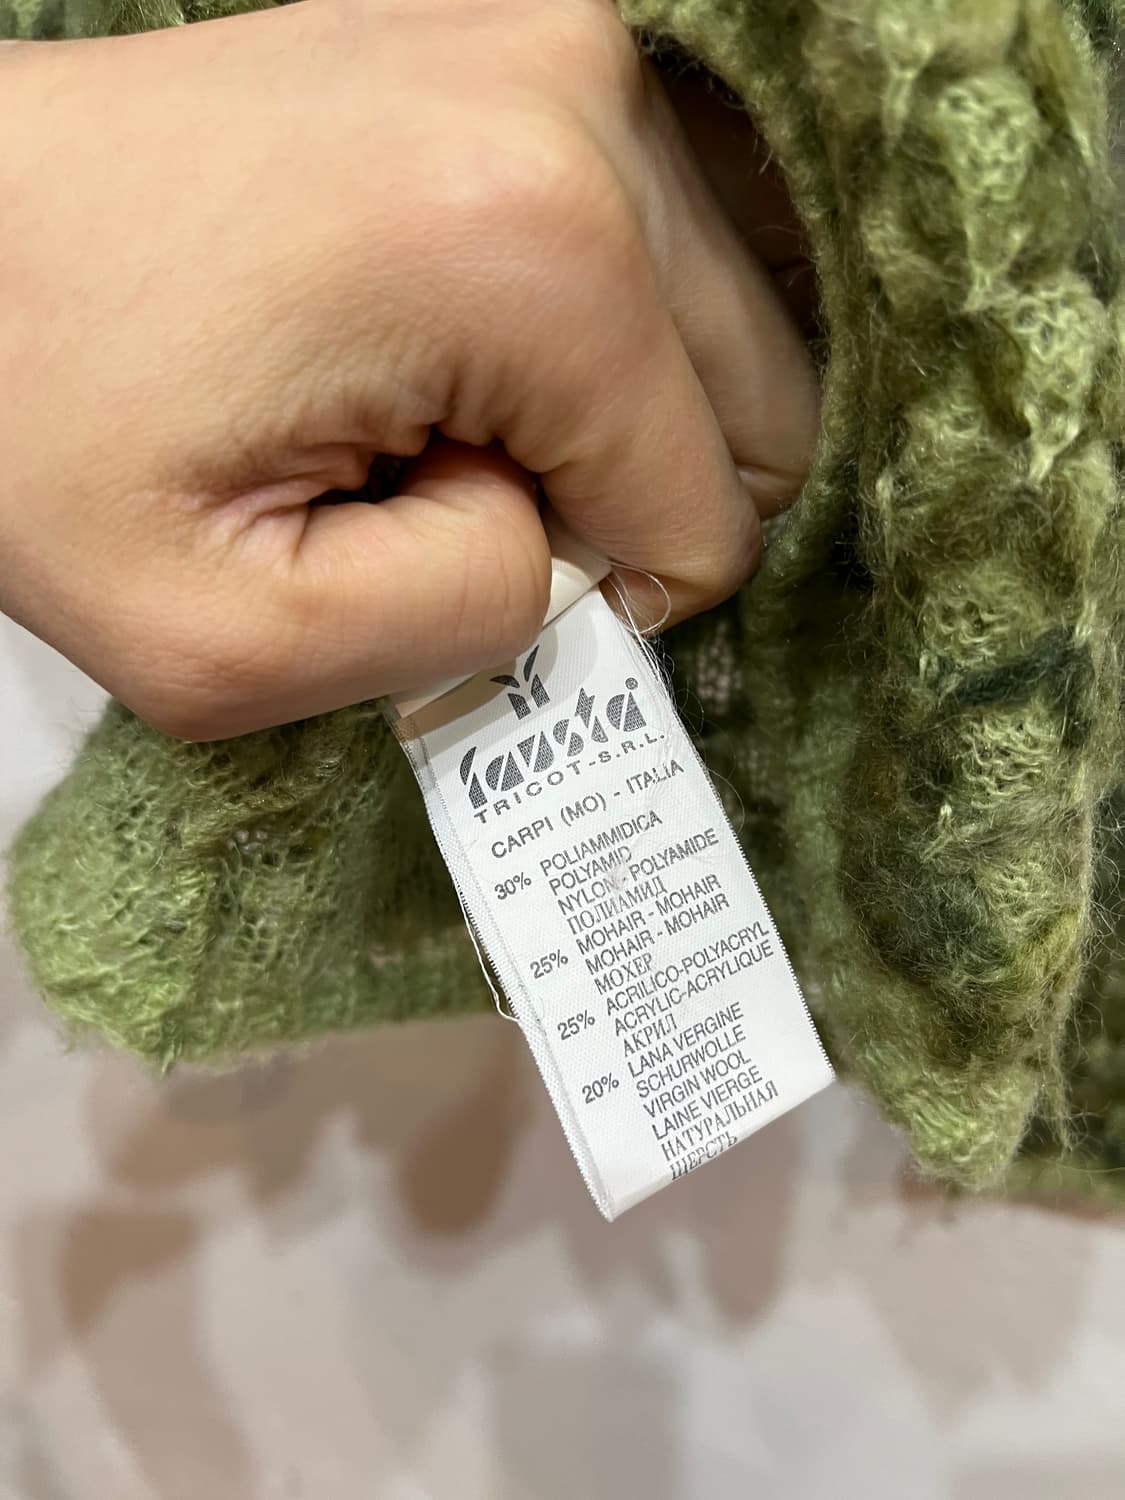 fausta
TRICOT-S.R.L.
CARPI (MO) - ITALIA
30% POLIAMMIDICA
POLYAMID
NYLON - POLYAMIDE
ПОЛИАМИД
25% MOHAIR - MOHAIR
MOHAIR - MOHAIR
МОХЕР
25% ACRILICO-POLYACRYL
ACRYLIC-ACRYLIQUE
АКРИЛ
20% LANA VERGINE
SCHURWOLLE
VIRGIN WOOL
LAINE VIERGE
НАТУРАЛЬНАЯ
ШЕРСТЬ